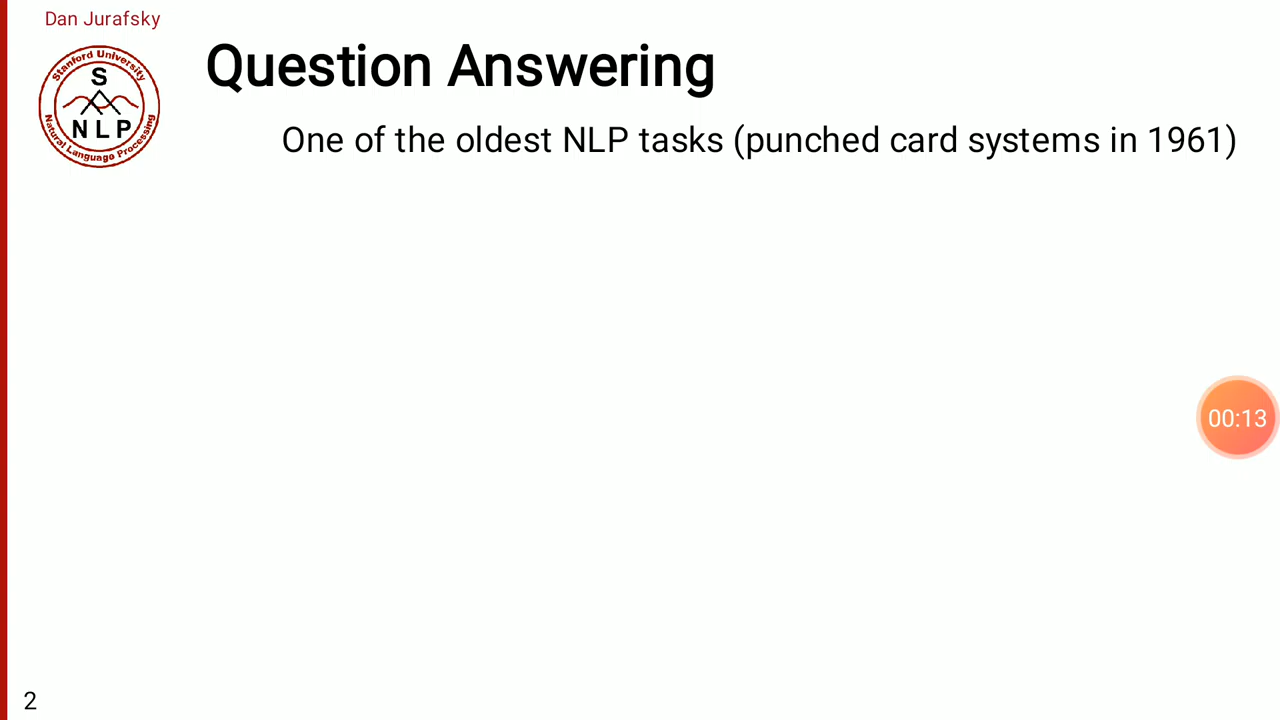 Dan Jurafsky
Stanford University
S
NLP
Natural Language Processing
Question Answering
One of the oldest NLP tasks (punched card systems in 1961)
00:13
2